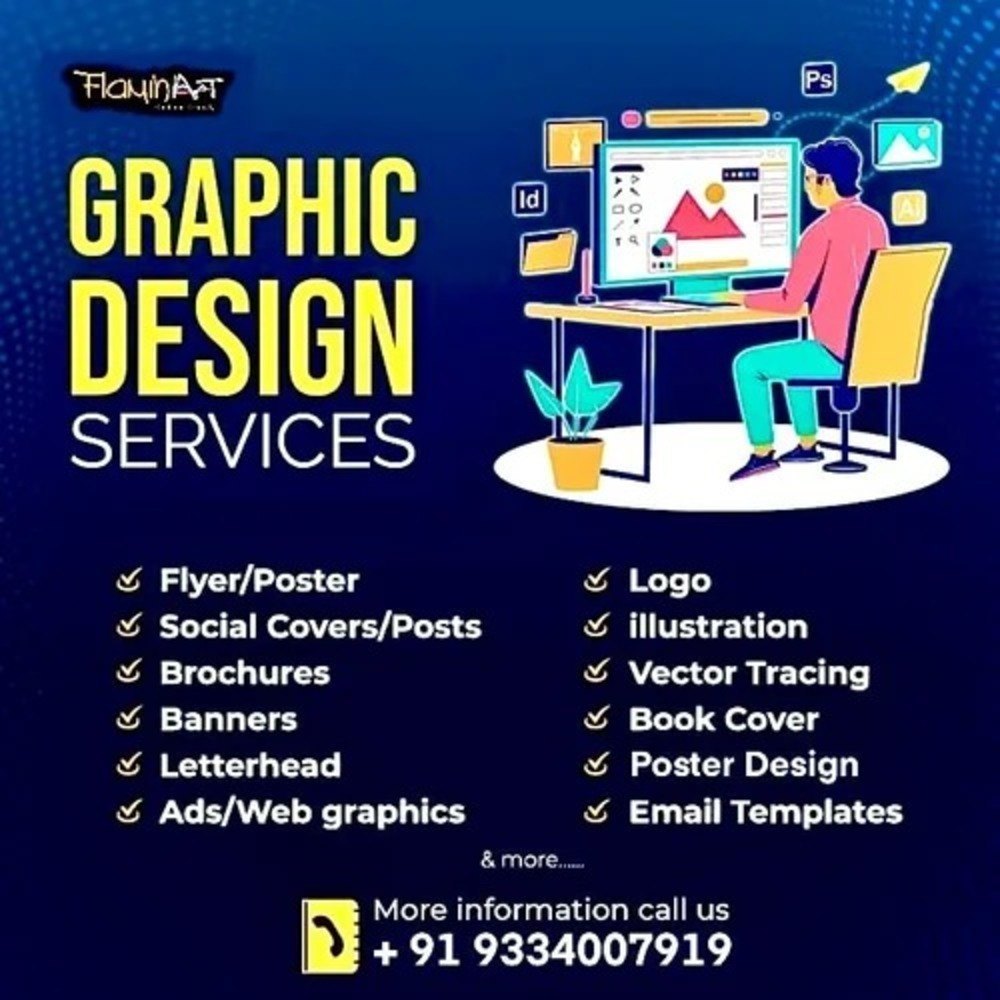 FlaminArt
GRAPHIC
DESIGN
SERVICES
Ps
Id
Ai
Flyer/Poster
Social Covers/Posts
Brochures
Banners
Letterhead
Ads/Web graphics
Logo
illustration
Vector Tracing
Book Cover
Poster Design
Email Templates
& more......
More information call us
+ 91 9334007919